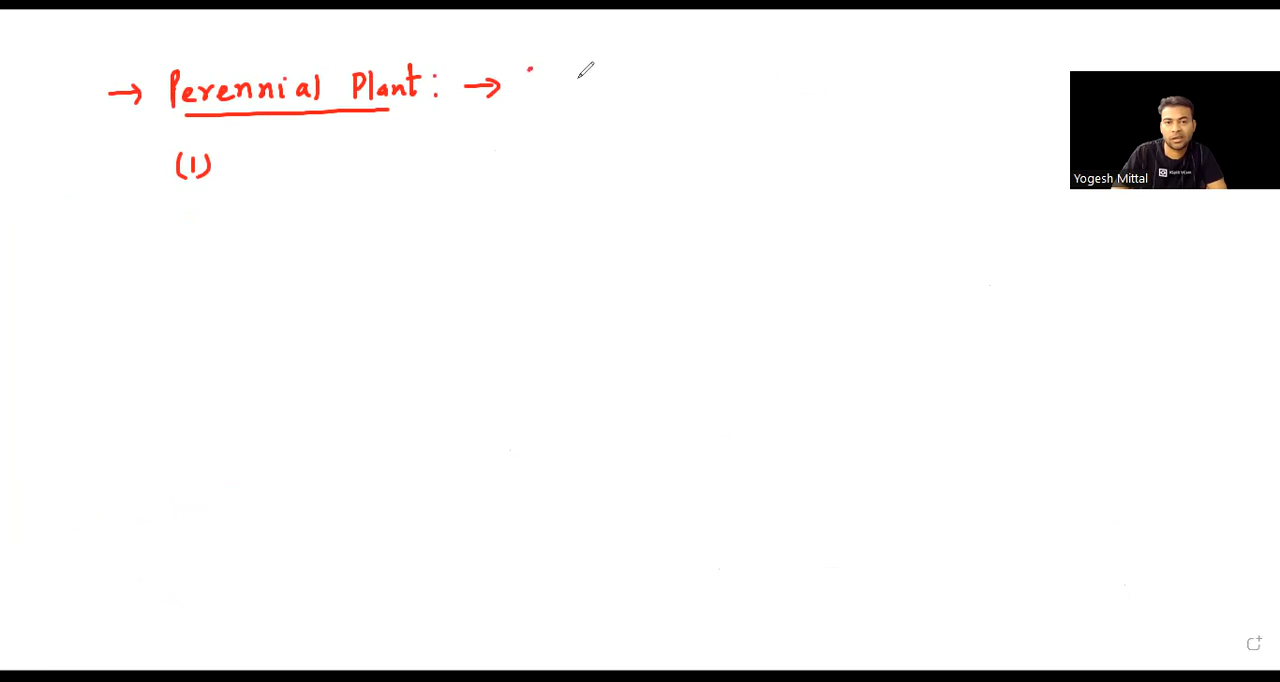 → Perennial Plant : →
(1)
Yogesh Mittal